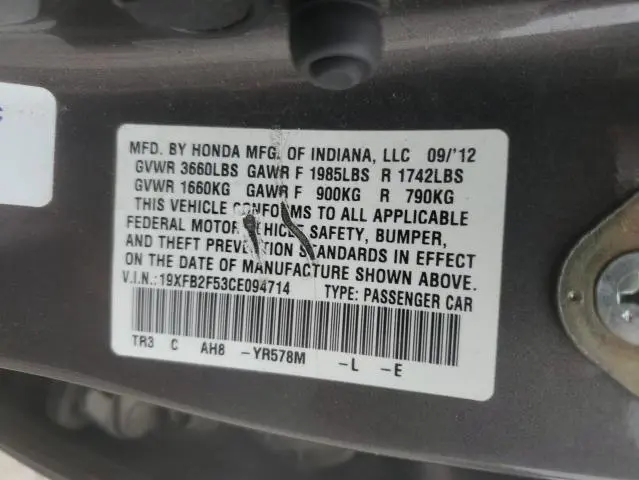 C
MFD. BY HONDA MFG. OF INDIANA, LLC 09/'12
GVWR 3660LBS GAWR F 1985LBS R 1742LBS
GVWR 1660KG GAWR F 900KG R 790KG
THIS VEHICLE CONFORMS TO ALL APPLICABLE
FEDERAL MOTOR VEHICLE SAFETY, BUMPER,
AND THEFT PREVENTION STANDARDS IN EFFECT
ON THE DATE OF MANUFACTURE SHOWN ABOVE.
V.I.N.: 19XFB2F53CE094714 TYPE: PASSENGER CAR
TR3 C AH8 -YR578M -L -E